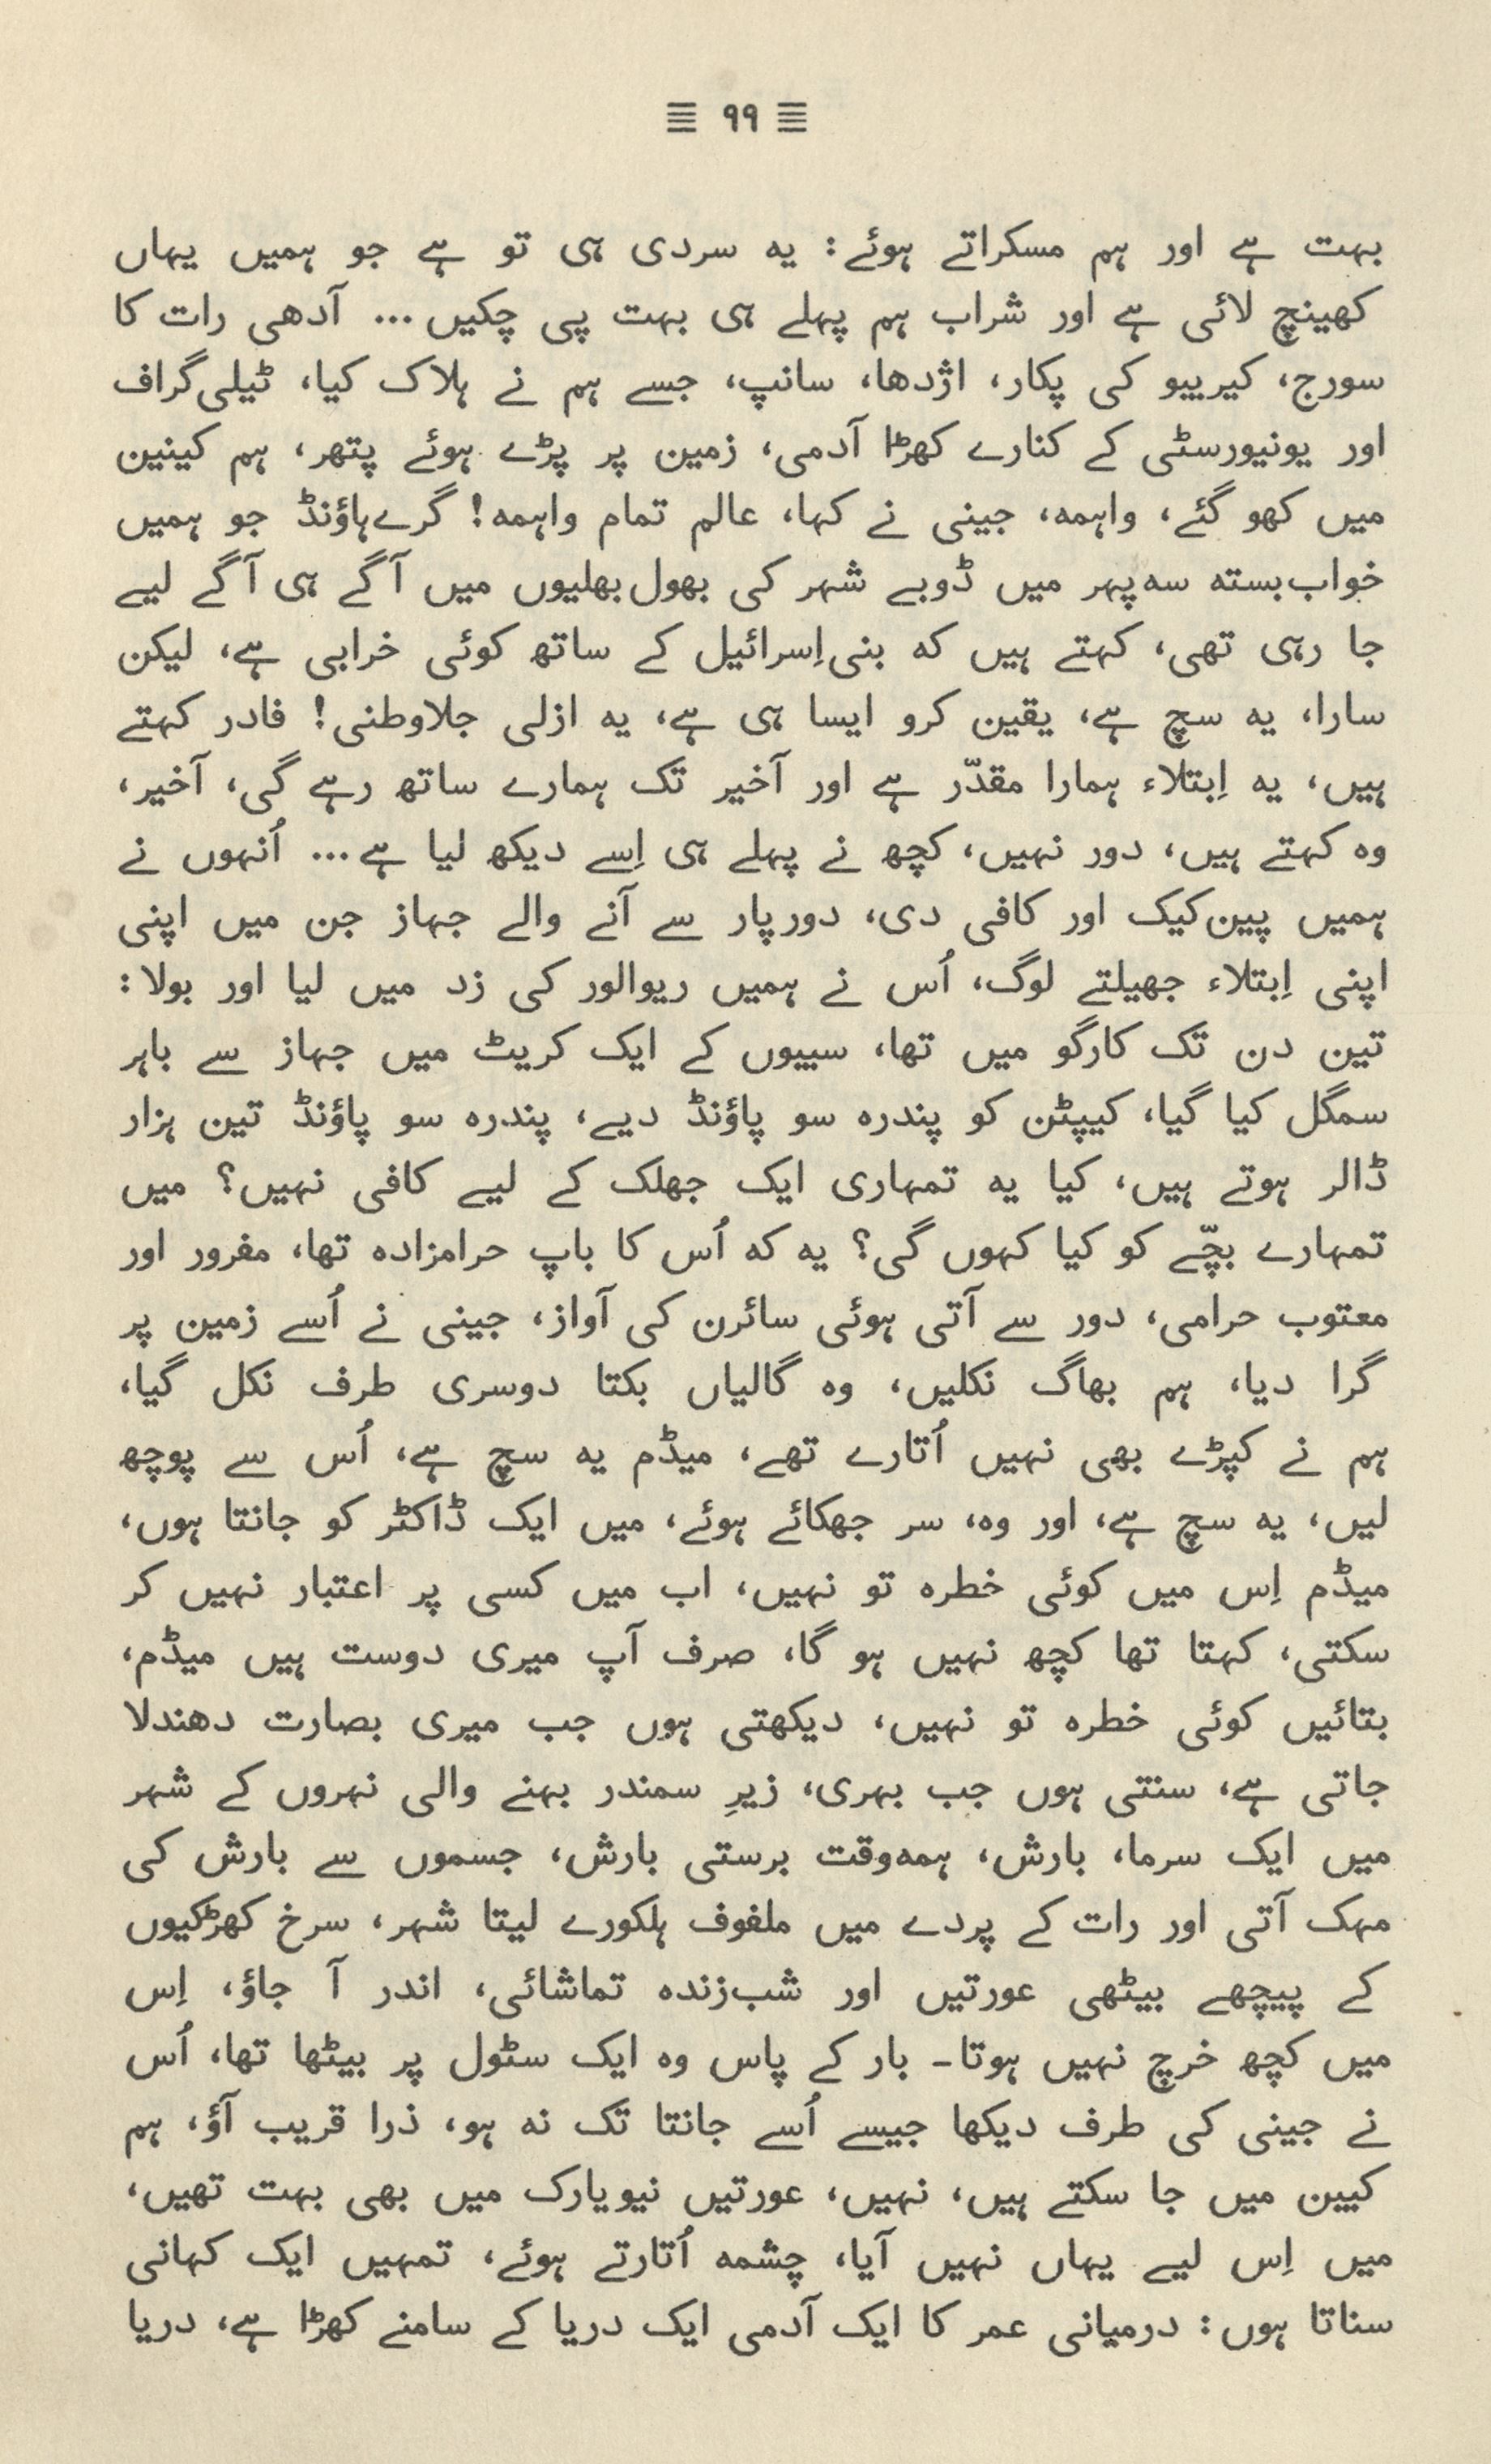 ≣ ۹۹ ≣
بہت ہے اور ہم مسکراتے ہوئے: یہ سردی ہی تو ہے جو ہمیں یہاں
کھینچ لائی ہے اور شراب ہم پہلے ہی بہت پی چکیں... آدھی رات کا
سورج، کیریبو کی پکار، اژدھا، سانپ، جسے ہم نے ہلاک کیا، ٹیلی‌گراف
اور یونیورسٹی کے کنارے کھڑا آدمی، زمین پر پڑے ہوئے پتھر، ہم کینین
میں کھو گئے، واہمہ، جینی نے کہا، عالم تمام واہمہ! گرے‌ہاؤنڈ جو ہمیں
خواب‌بستہ سہ‌پہر میں ڈوبے شہر کی بھول‌بھلیوں میں آگے ہی آگے لیے
جا رہی تھی، کہتے ہیں کہ بنی‌اِسرائیل کے ساتھ کوئی خرابی ہے، لیکن
سارا، یہ سچ ہے، یقین کرو ایسا ہی ہے، یہ ازلی جلاوطنی! فادر کہتے
ہیں، یہ اِبتلاء ہمارا مقدّر ہے اور آخیر تک ہمارے ساتھ رہے گی، آخیر،
وہ کہتے ہیں، دور نہیں، کچھ نے پہلے ہی اِسے دیکھ لیا ہے... اُنہوں نے
ہمیں پین‌کیک اور کافی دی، دورپار سے آنے والے جہاز جن میں اپنی
اپنی اِبتلاء جھیلتے لوگ، اُس نے ہمیں ریوالور کی زد میں لیا اور بولا:
تین دن تک کارگو میں تھا، سیبوں کے ایک کریٹ میں جہاز سے باہر
سمگل کیا گیا، کیپٹن کو پندرہ سو پاؤنڈ دیے، پندرہ سو پاؤنڈ تین ہزار
ڈالر ہوتے ہیں، کیا یہ تمہاری ایک جھلک کے لیے کافی نہیں؟ میں
تمہارے بچّے کو کیا کہوں گی؟ یہ کہ اُس کا باپ حرامزادہ تھا، مفرور اور
معتوب حرامی، دور سے آتی ہوئی سائرن کی آواز، جینی نے اُسے زمین پر
گرا دیا، ہم بھاگ نکلیں، وہ گالیاں بکتا دوسری طرف نکل گیا،
ہم نے کپڑے بھی نہیں اُتارے تھے، میڈم یہ سچ ہے، اُس سے پوچھ
لیں، یہ سچ ہے، اور وہ، سر جھکائے ہوئے، میں ایک ڈاکٹر کو جانتا ہوں،
میڈم اِس میں کوئی خطرہ تو نہیں، اب میں کسی پر اعتبار نہیں کر
سکتی، کہتا تھا کچھ نہیں ہو گا، صرف آپ میری دوست ہیں میڈم،
بتائیں کوئی خطرہ تو نہیں، دیکھتی ہوں جب میری بصارت دھندلا
جاتی ہے، سنتی ہوں جب بہری، زیرِ سمندر بہنے والی نہروں کے شہر
میں ایک سرما، بارش، ہمہ‌وقت برستی بارش، جسموں سے بارش کی
مہک آتی اور رات کے پردے میں ملفوف ہلکورے لیتا شہر، سرخ کھڑکیوں
کے پیچھے بیٹھی عورتیں اور شب‌زندہ تماشائی، اندر آ جاؤ، اِس
میں کچھ خرچ نہیں ہوتا۔ بار کے پاس وہ ایک سٹول پر بیٹھا تھا، اُس
نے جینی کی طرف دیکھا جیسے اُسے جانتا تک نہ ہو، ذرا قریب آؤ، ہم
کیبن میں جا سکتے ہیں، نہیں، عورتیں نیویارک میں بھی بہت تھیں،
میں اِس لیے یہاں نہیں آیا، چشمہ اُتارتے ہوئے، تمہیں ایک کہانی
سناتا ہوں: درمیانی عمر کا ایک آدمی ایک دریا کے سامنے کھڑا ہے، دریا